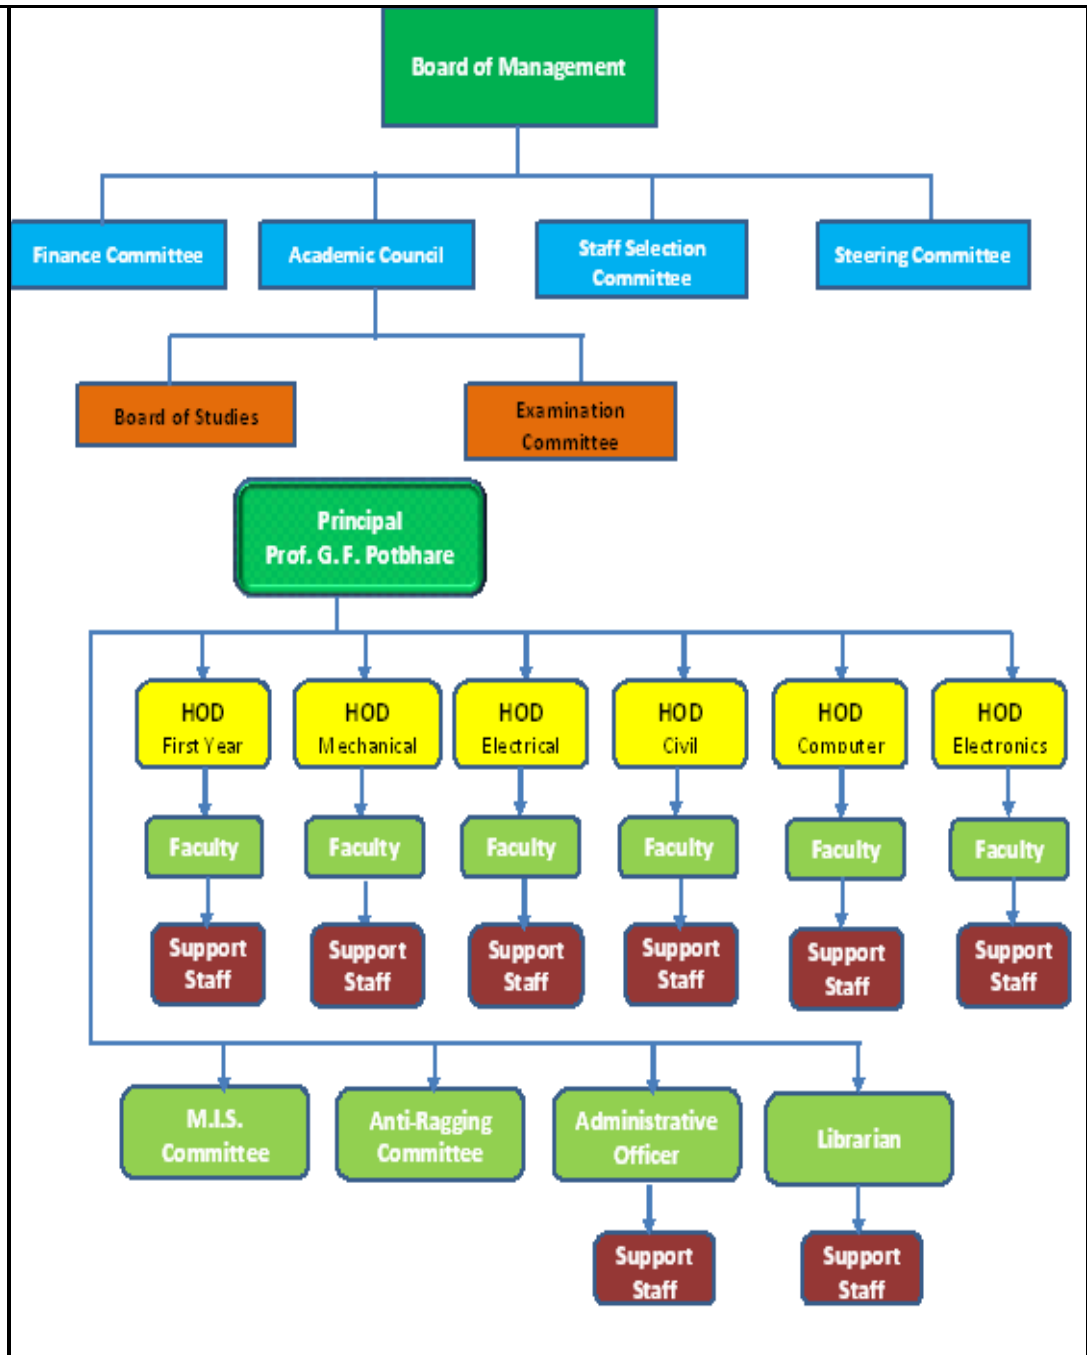 Board of Management
Finance Committee
Academic Council
Staff Selection
Committee
Steering Committee
Board of Studies
Examination
Committee
Principal
Prof. G. F. Potbhare
HOD
First Year
HOD
Mechanical
HOD
Electrical
HOD
Civil
HOD
Computer
HOD
Electronics
Faculty
Faculty
Faculty
Faculty
Faculty
Faculty
Support
Staff
Support
Staff
Support
Staff
Support
Staff
Support
Staff
Support
Staff
M.I.S.
Committee
Anti-Ragging
Committee
Administrative
Officer
Librarian
Support
Staff
Support
Staff